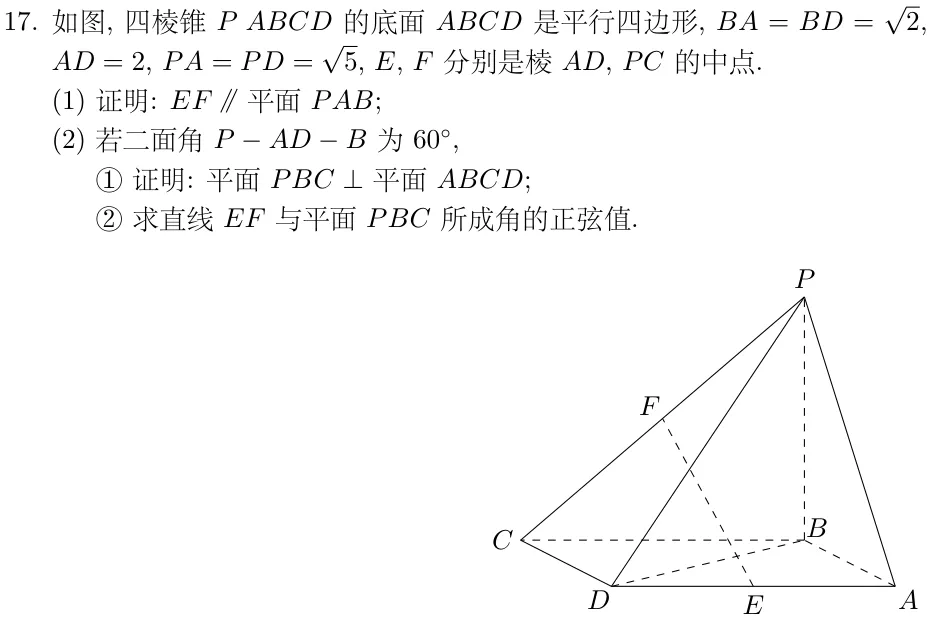 17. 如图, 四棱锥 P ABCD 的底面 ABCD 是平行四边形, BA = BD = √2,
AD = 2, PA = PD = √5, E, F 分别是棱 AD, PC 的中点.
(1) 证明: EF ∥ 平面 PAB;
(2) 若二面角 P − AD − B 为 60°,
① 证明: 平面 PBC ⊥ 平面 ABCD;
② 求直线 EF 与平面 PBC 所成角的正弦值.
P
F
B
C
D
E
A